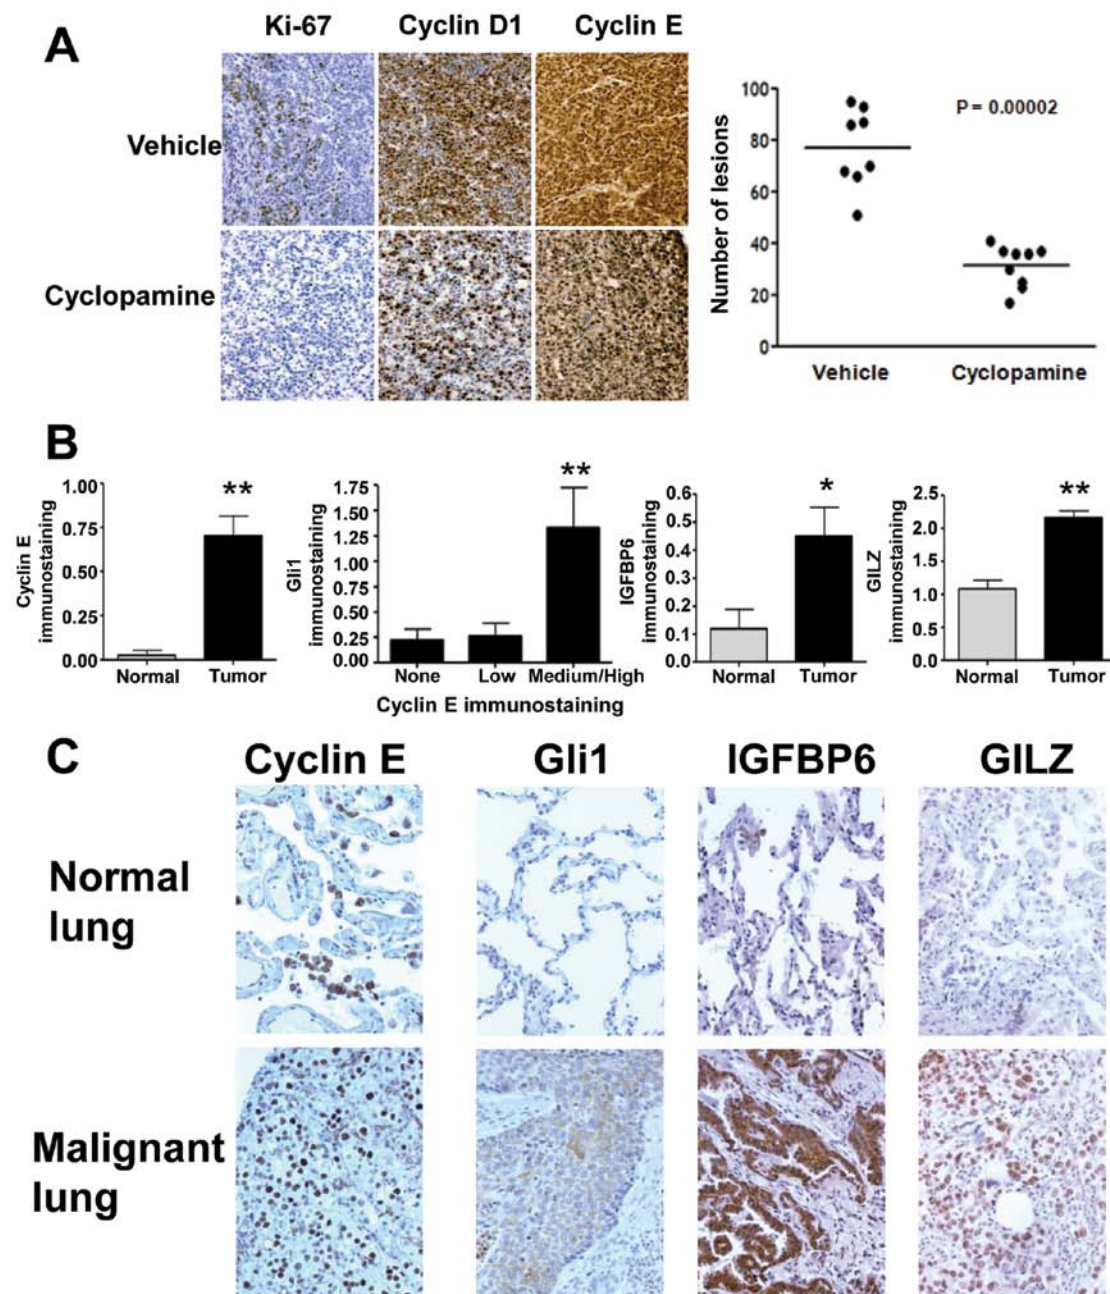 A
Ki-67 Cyclin D1 Cyclin E
Vehicle
Cyclopamine
Number of lesions
100
80
60
40
20
0
P = 0.00002
Vehicle Cyclopamine
B
Cyclin E
immunostaining
1.00
0.75
0.50
0.25
0.00
**
Normal Tumor
Gli1
immunostaining
1.75
1.50
1.25
1.00
0.75
0.50
0.25
0.00
**
None Low Medium/High
Cyclin E immunostaining
IGFBP6
immunostaining
0.6
0.5
0.4
0.3
0.2
0.1
0.0
*
Normal Tumor
GILZ
immunostaining
2.5
2.0
1.5
1.0
0.5
0.0
**
Normal Tumor
C
Cyclin E Gli1 IGFBP6 GILZ
Normal
lung
Malignant
lung